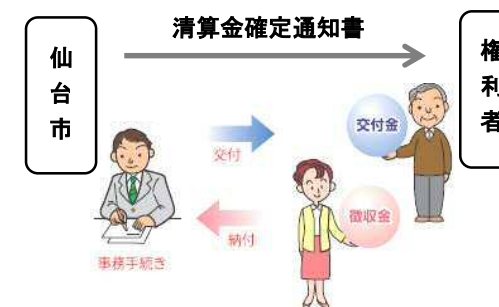 清算金確定通知書
仙台市
権利者
交付金
交付
徴収金
納付
事務手続き